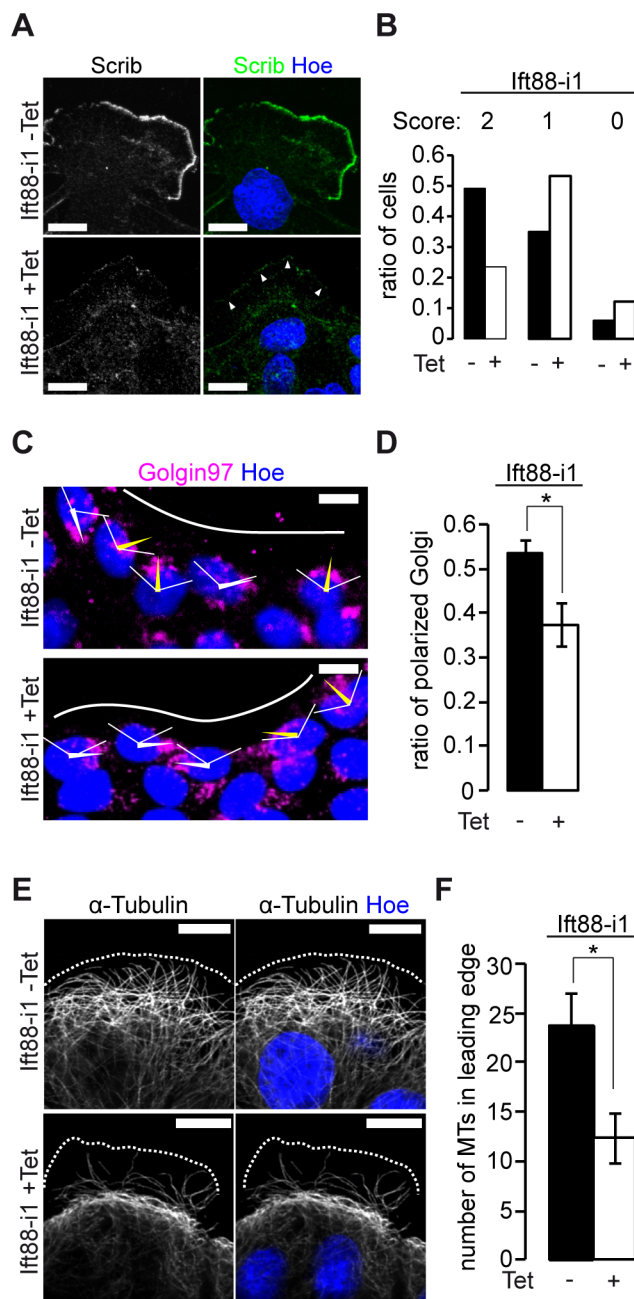 A
Scrib
Scrib Hoe
Ift88-i1 -Tet
Ift88-i1 +Tet
B
Ift88-i1
Score: 2 1 0
ratio of cells
0.6
0.5
0.4
0.3
0.2
0.1
0
Tet - + - + - +
C
Golgin97 Hoe
Ift88-i1 -Tet
Ift88-i1 +Tet
D
Ift88-i1
*
ratio of polarized Golgi
0.6
0.5
0.4
0.3
0.2
0.1
0
Tet - +
E
α-Tubulin
α-Tubulin Hoe
Ift88-i1 -Tet
Ift88-i1 +Tet
F
Ift88-i1
*
number of MTs in leading edge
30
25
20
15
10
5
0
Tet - +